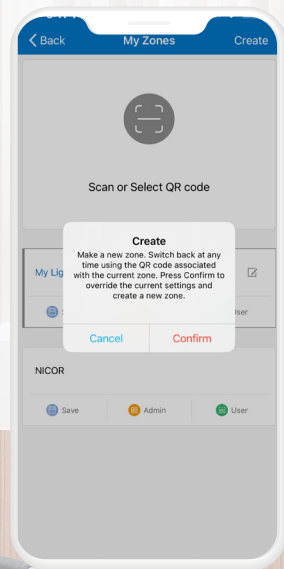 Back My Zones Create
Scan or Select QR code
Create
Make a new zone. Switch back at any
time using the QR code associated
with the current zone. Press Confirm to
override the current settings and
create a new zone.
My Lig
User
Cancel Confirm
NICOR
Save Admin User